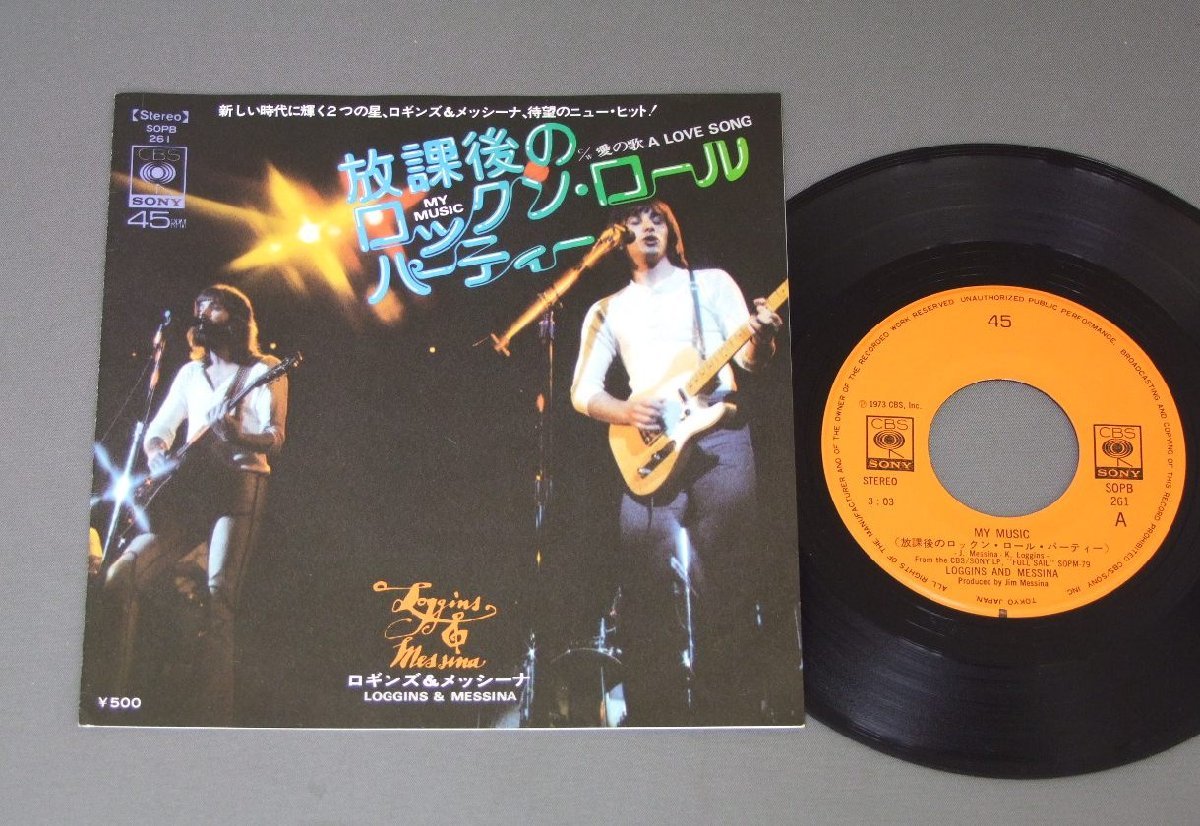 新しい時代に輝く2つの星、ロギンズ&メッシーナ、待望のニュー・ヒット!
【Stereo】
SOPB
261
CBS
SONY
45RPM
放課後の
ロックン・ロール
パーティー
MY
MUSIC
c/w 愛の歌 A LOVE SONG
Loggins
&
Messina
ロギンズ&メッシーナ
LOGGINS & MESSINA
¥500
ALL RIGHTS OF THE MANUFACTURER AND OF THE OWNER OF THE RECORDED WORK RESERVED UNAUTHORIZED PUBLIC PERFORMANCE, BROADCASTING AND COPYING OF THIS RECORD PROHIBITED CBS/SONY INC. TOKYO JAPAN
45
℗ 1973 CBS, Inc.
CBS
SONY
STEREO
3:03
CBS
SONY
SOPB
261
A
MY MUSIC
(放課後のロックン・ロール・パーティー)
- J. Messina - K. Loggins -
From the CBS/SONY LP, "FULL SAIL" SOPM-79
LOGGINS AND MESSINA
Produced by Jim Messina